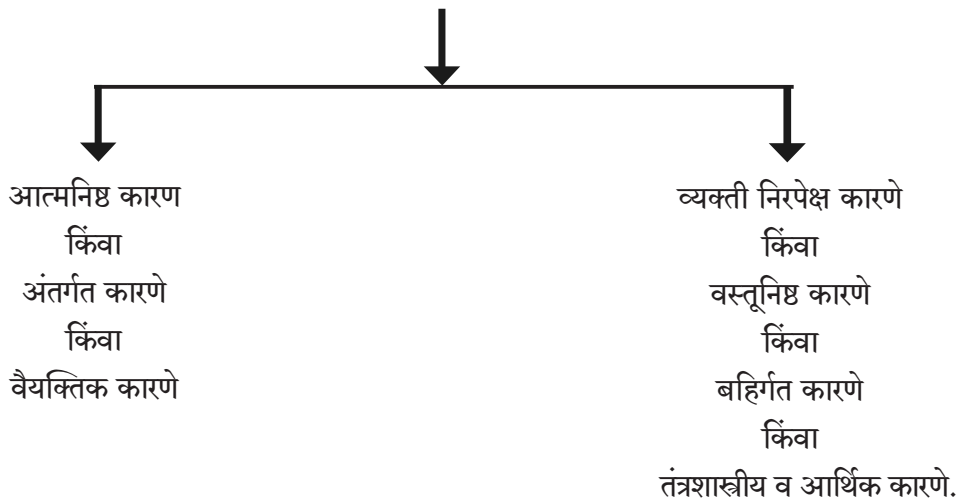 आत्मनिष्ठ कारण
किंवा
अंतर्गत कारणे
किंवा
वैयक्तिक कारणे
व्यक्ती निरपेक्ष कारणे
किंवा
वस्तूनिष्ठ कारणे
किंवा
बहिर्गत कारणे
किंवा
तंत्रशास्त्रीय व आर्थिक कारणे.